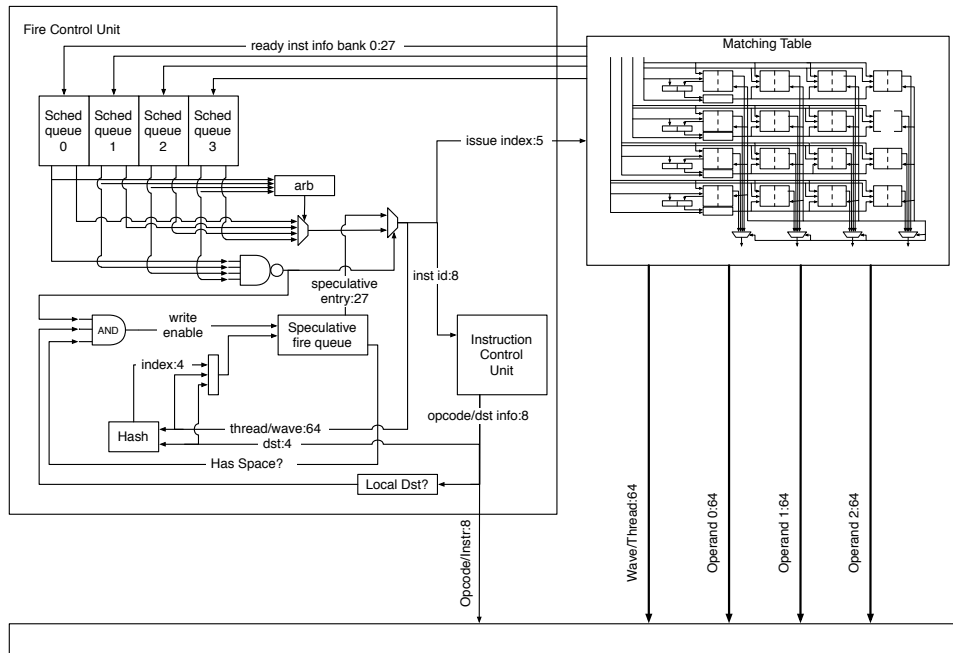 Fire Control Unit
ready inst info bank 0:27
Matching Table
Sched queue 0
Sched queue 1
Sched queue 2
Sched queue 3
issue index:5
arb
inst id:8
speculative
entry:27
AND
write
enable
Speculative
fire queue
Instruction
Control
Unit
index:4
opcode/dst info:8
Hash
thread/wave:64
dst:4
Has Space?
Local Dst?
Opcode/Instr:8
Wave/Thread:64
Operand 0:64
Operand 1:64
Operand 2:64